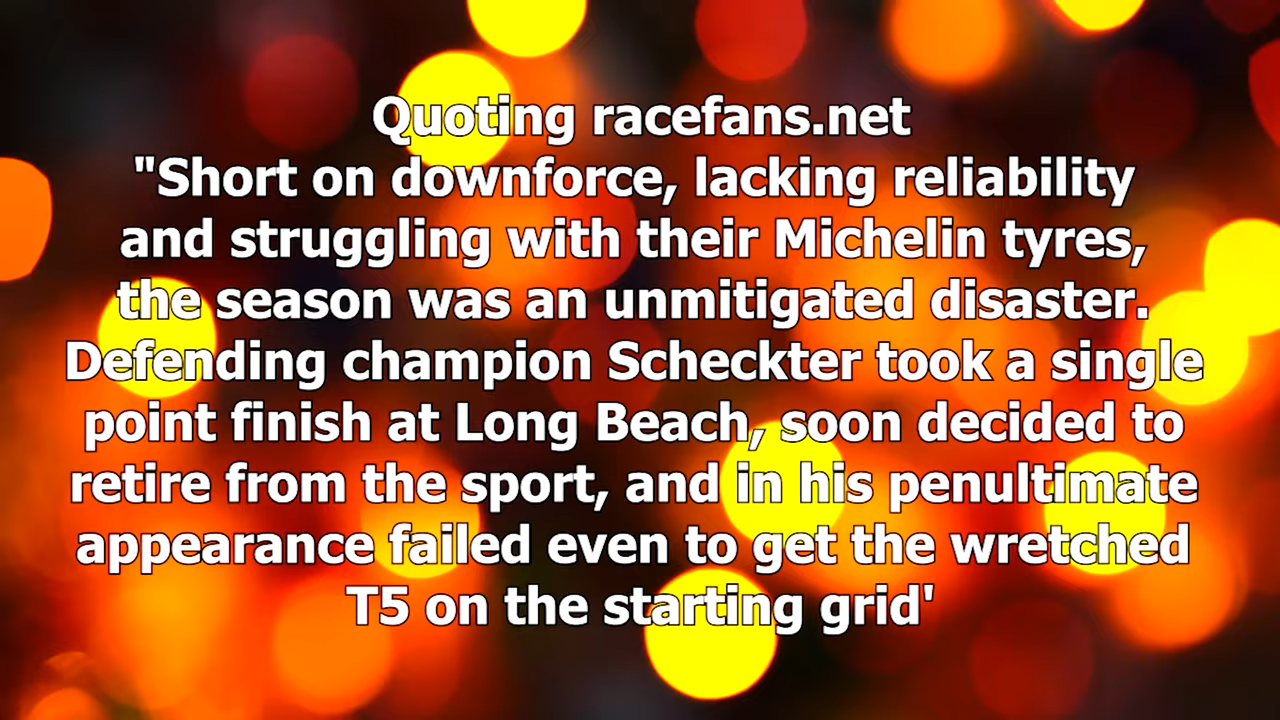 Quoting racefans.net
"Short on downforce, lacking reliability
and struggling with their Michelin tyres,
the season was an unmitigated disaster.
Defending champion Scheckter took a single
point finish at Long Beach, soon decided to
retire from the sport, and in his penultimate
appearance failed even to get the wretched
T5 on the starting grid'